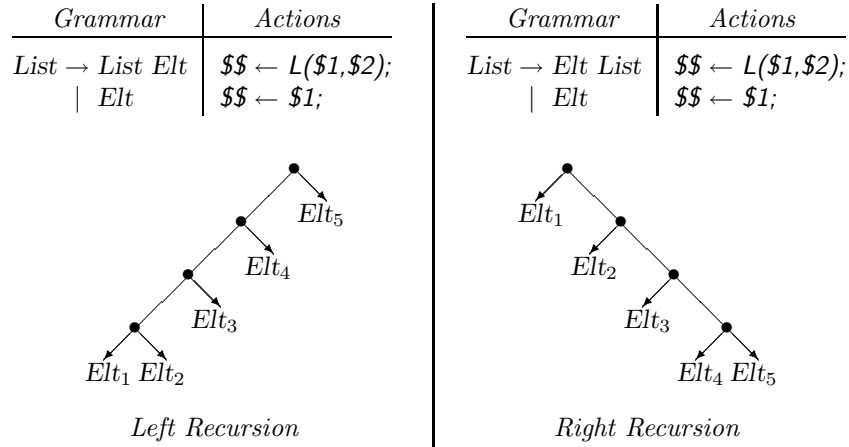 Grammar Actions
List → List Elt $$ ← L($1,$2);
| Elt $$ ← $1;
Elt₅
Elt₄
Elt₃
Elt₁ Elt₂
Left Recursion
Grammar Actions
List → Elt List $$ ← L($1,$2);
| Elt $$ ← $1;
Elt₁
Elt₂
Elt₃
Elt₄ Elt₅
Right Recursion